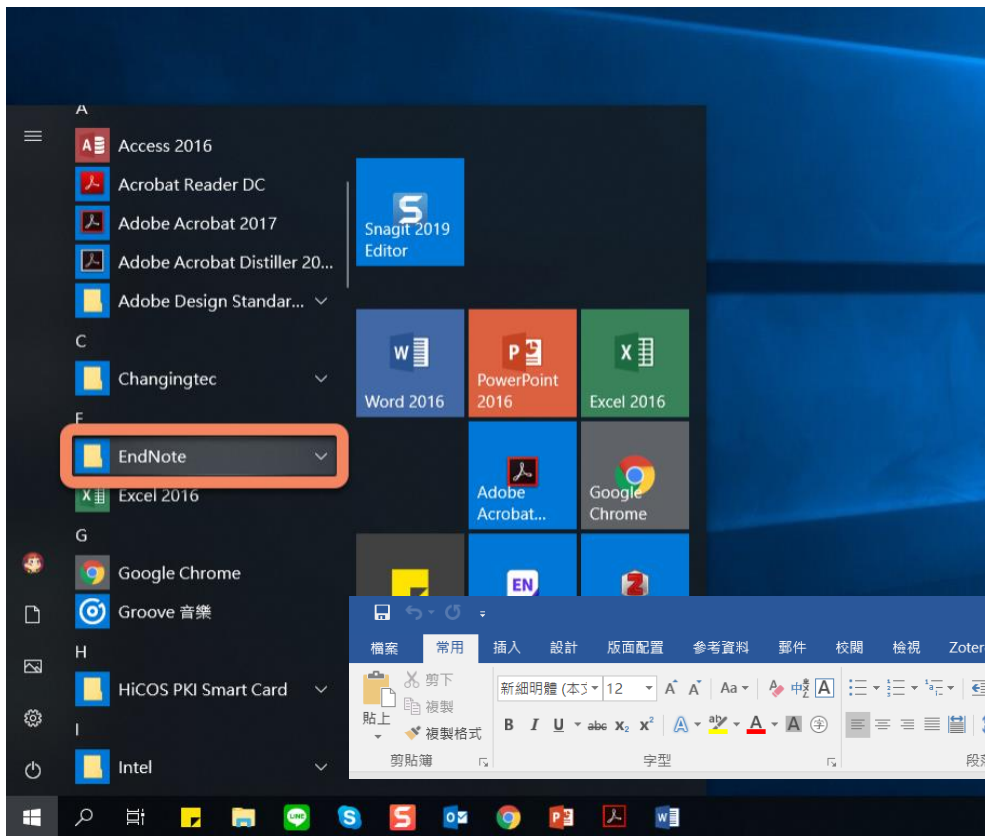 A
Access 2016
Acrobat Reader DC
Adobe Acrobat 2017
Adobe Acrobat Distiller 20...
Adobe Design Standar...
C
Changingtec
E
EndNote
Excel 2016
G
Google Chrome
Groove 音樂
H
HiCOS PKI Smart Card
I
Intel
Snagit 2019
Editor
Word 2016
PowerPoint
2016
Excel 2016
Adobe
Acrobat...
Google
Chrome
EN
檔案 常用 插入 設計 版面配置 參考資料 郵件 校閱 檢視 Zoter
剪下
複製
貼上
複製格式
剪貼簿
新細明體 (本文 12
Aa
B I U abc X₂ X²
字型
段落